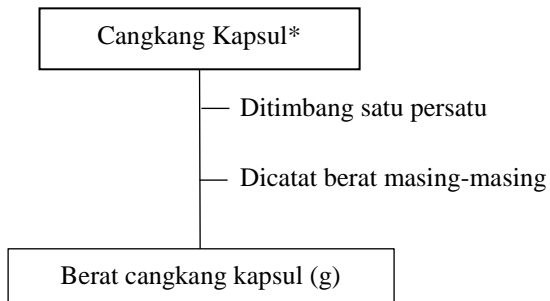 Cangkang Kapsul*
Ditimbang satu persatu
Dicatat berat masing-masing
Berat cangkang kapsul (g)